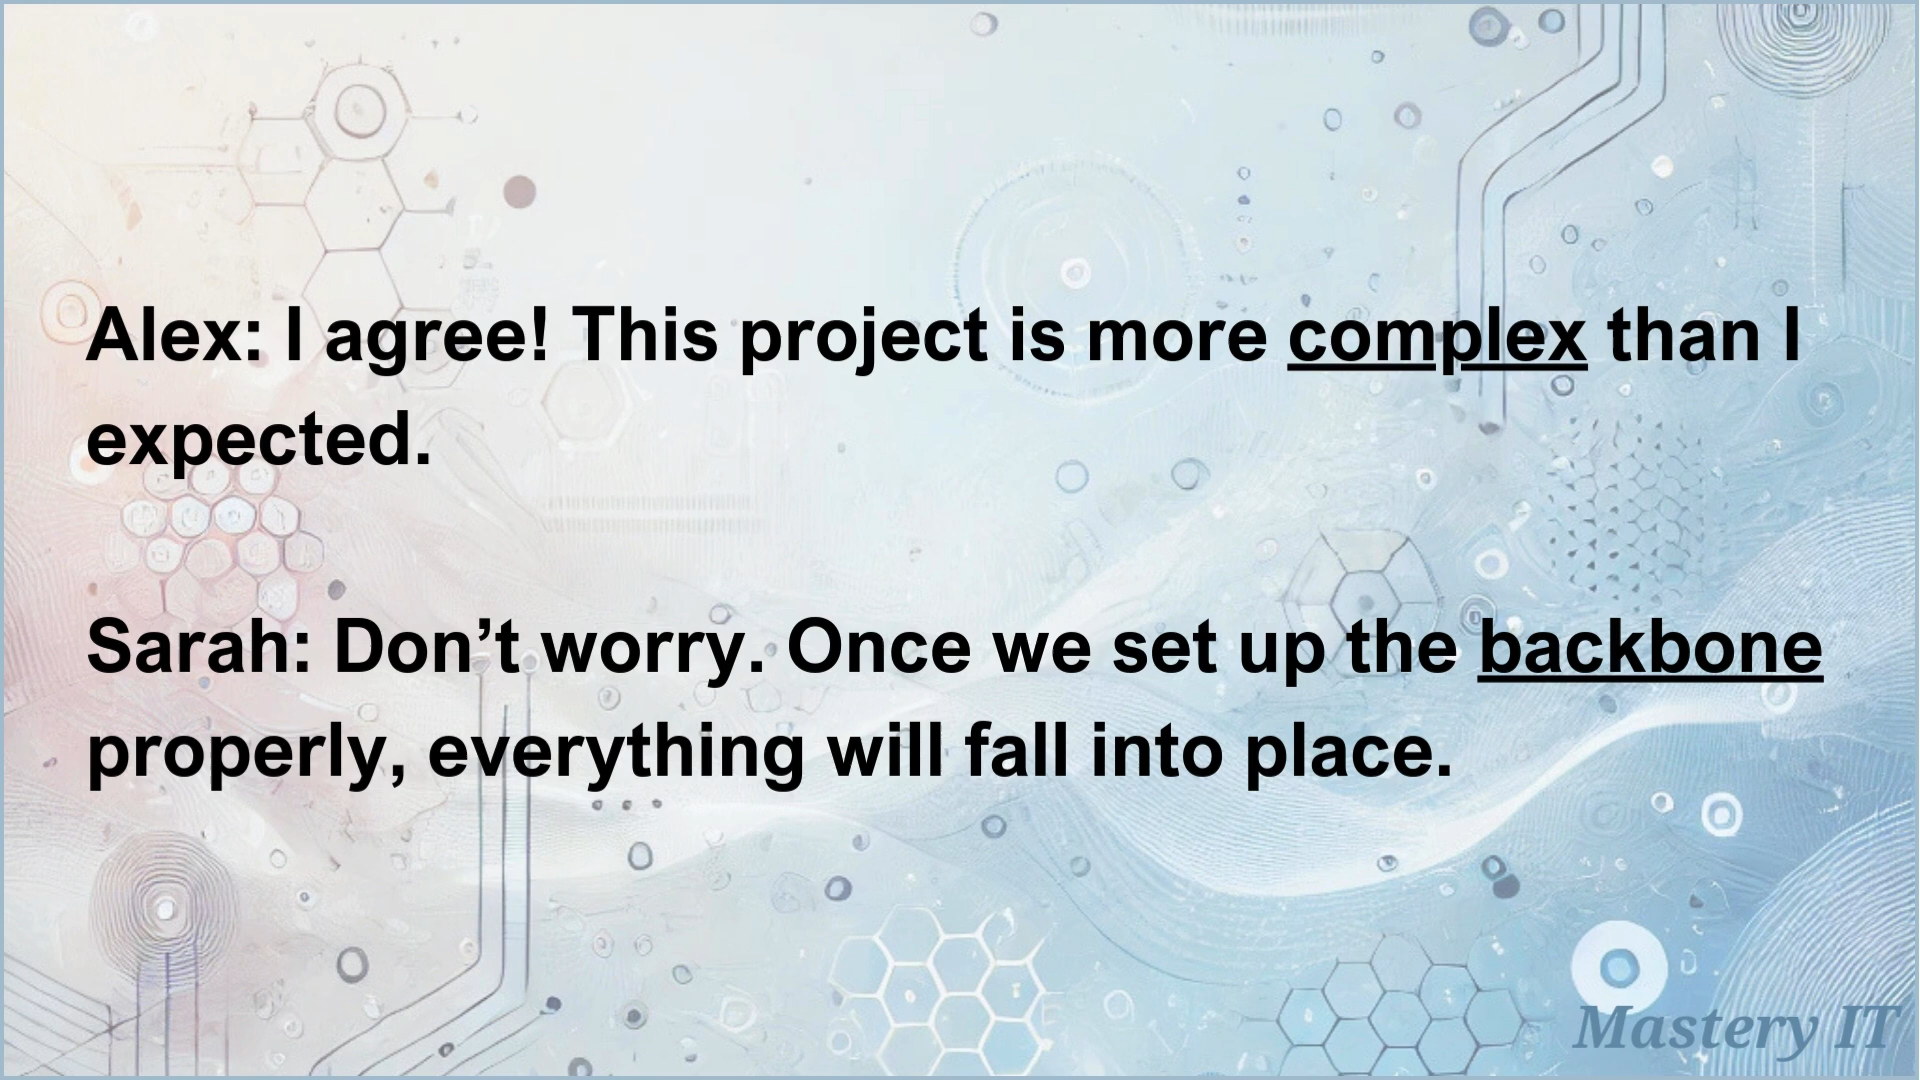 Alex: I agree! This project is more complex than I
expected.
Sarah: Don’t worry. Once we set up the backbone
properly, everything will fall into place.
Mastery IT